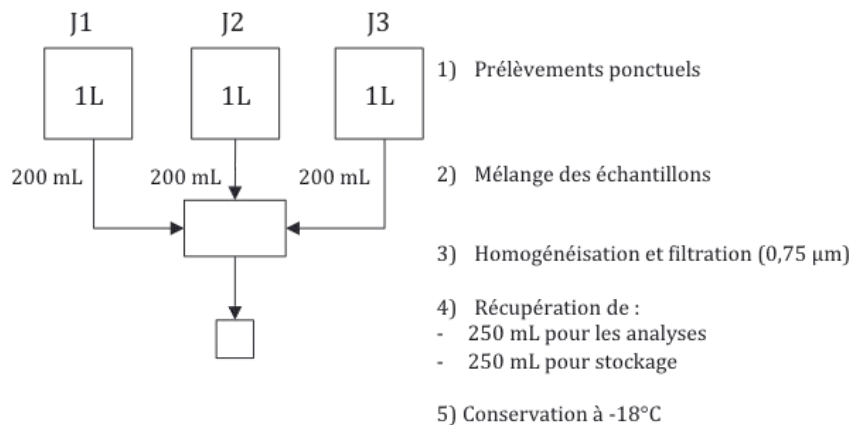 J1 J2 J3
1L 1L 1L
200 mL 200 mL 200 mL
1) Prélèvements ponctuels
2) Mélange des échantillons
3) Homogénéisation et filtration (0,75 µm)
4) Récupération de :
- 250 mL pour les analyses
- 250 mL pour stockage
5) Conservation à -18°C